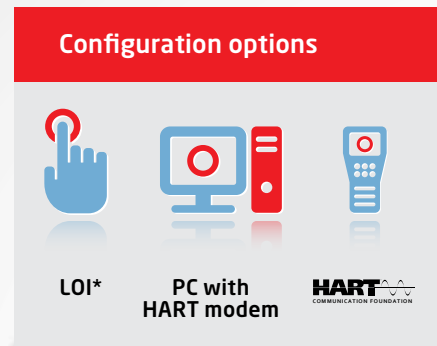 Configuration options
LOI*
PC with
HART modem
HART
COMMUNICATION FOUNDATION